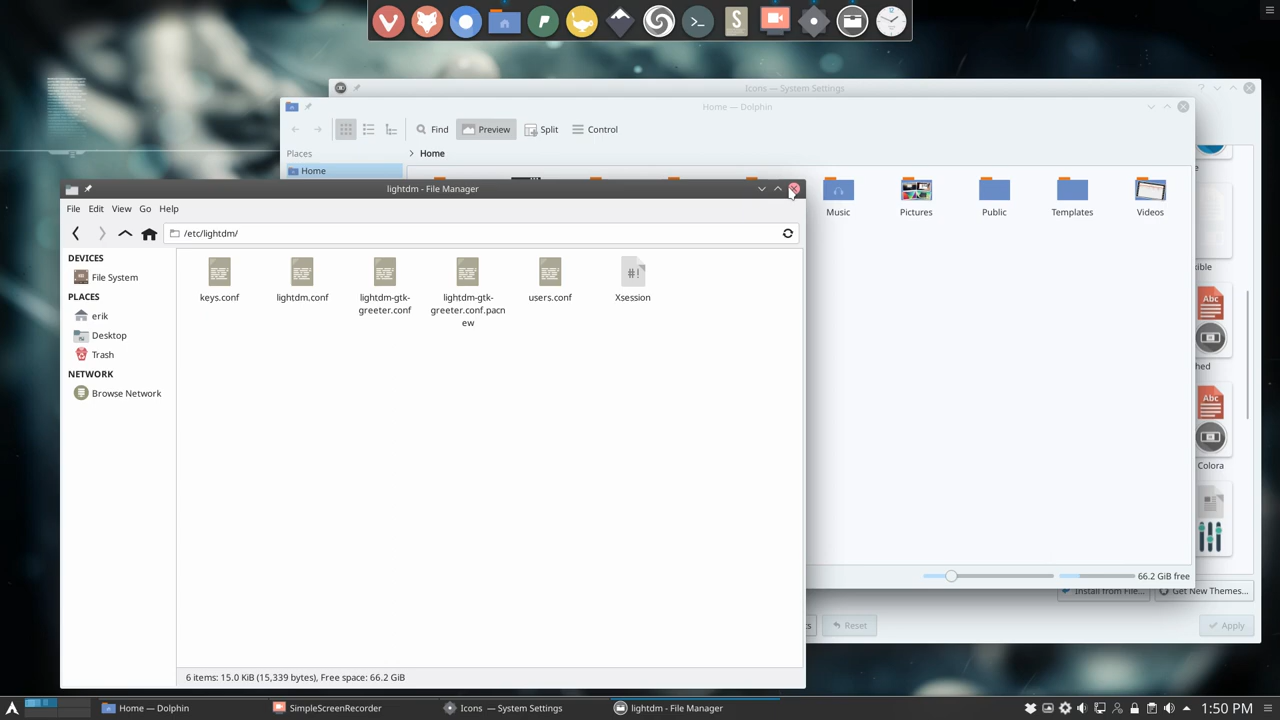 Icons — System Settings
Home — Dolphin
Find
Preview
Split
Control
Places
Home
Home
Music
Pictures
Public
Templates
Videos
lightdm - File Manager
File
Edit
View
Go
Help
/etc/lightdm/
DEVICES
File System
PLACES
erik
Desktop
Trash
NETWORK
Browse Network
keys.conf
lightdm.conf
lightdm-gtk-
greeter.conf
lightdm-gtk-
greeter.conf.pacn
ew
users.conf
#!
Xsession
6 items: 15.0 KiB (15,339 bytes), Free space: 66.2 GiB
66.2 GiB free
xible
Abc
hed
Abc
Colora
Install from File...
Get New Themes...
Reset
Apply
Home — Dolphin
SimpleScreenRecorder
Icons — System Settings
lightdm - File Manager
1:50 PM